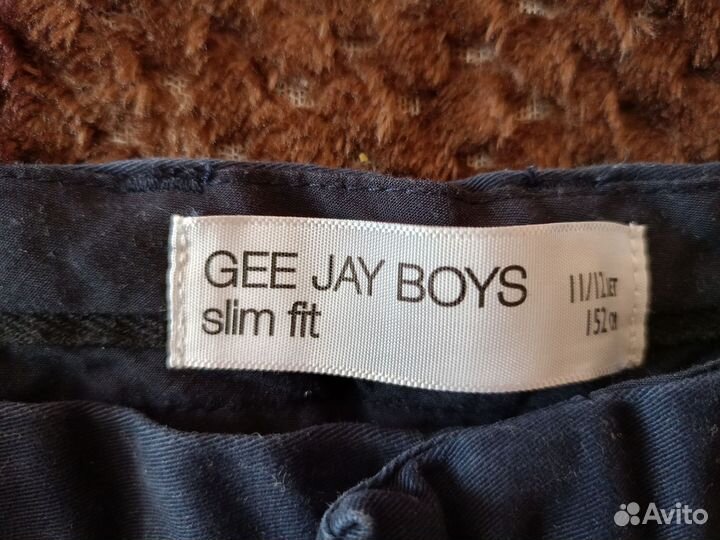 GEE JAY BOYS
slim fit
11/12 ЛЕТ
152 СМ
Avito